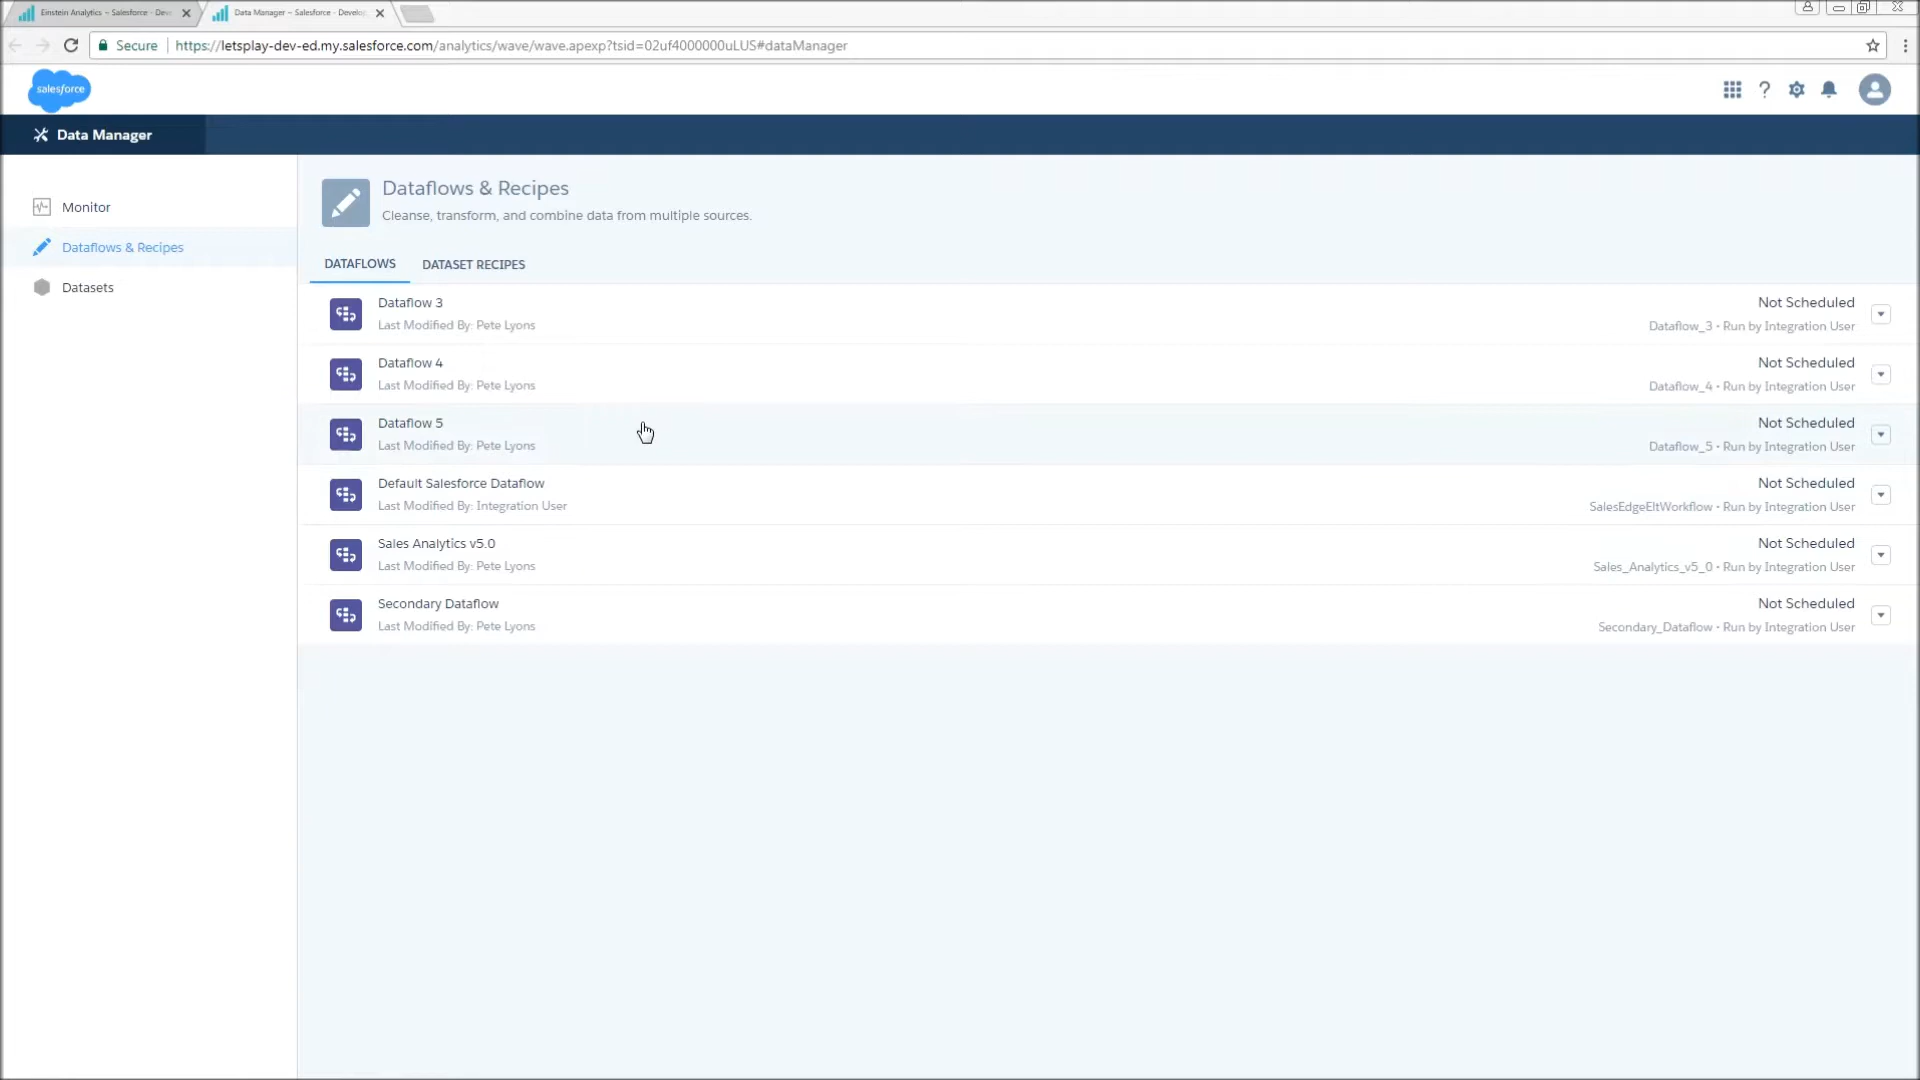 Einstein Analytics ~ Salesforce - Dev
Data Manager ~ Salesforce - Develop
Secure https://letsplay-dev-ed.my.salesforce.com/analytics/wave/wave.apexp?tsid=02uf4000000uLUS#dataManager
salesforce
Data Manager
Monitor
Dataflows & Recipes
Datasets
Dataflows & Recipes
Cleanse, transform, and combine data from multiple sources.
DATAFLOWS DATASET RECIPES
Dataflow 3 Not Scheduled
Last Modified By: Pete Lyons Dataflow_3 • Run by Integration User
Dataflow 4 Not Scheduled
Last Modified By: Pete Lyons Dataflow_4 • Run by Integration User
Dataflow 5 Not Scheduled
Last Modified By: Pete Lyons Dataflow_5 • Run by Integration User
Default Salesforce Dataflow Not Scheduled
Last Modified By: Integration User SalesEdgeEltWorkflow • Run by Integration User
Sales Analytics v5.0 Not Scheduled
Last Modified By: Pete Lyons Sales_Analytics_v5_0 • Run by Integration User
Secondary Dataflow Not Scheduled
Last Modified By: Pete Lyons Secondary_Dataflow • Run by Integration User